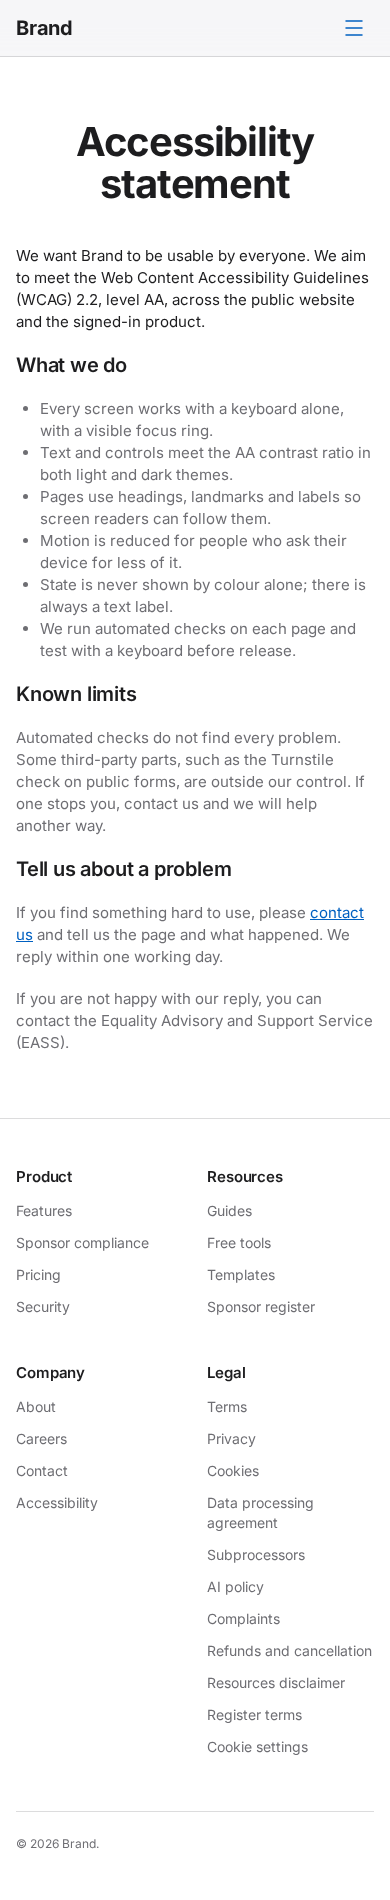 Brand
Accessibility
statement
We want Brand to be usable by everyone. We aim
to meet the Web Content Accessibility Guidelines
(WCAG) 2.2, level AA, across the public website
and the signed-in product.
What we do
• Every screen works with a keyboard alone,
with a visible focus ring.
• Text and controls meet the AA contrast ratio in
both light and dark themes.
• Pages use headings, landmarks and labels so
screen readers can follow them.
• Motion is reduced for people who ask their
device for less of it.
• State is never shown by colour alone; there is
always a text label.
• We run automated checks on each page and
test with a keyboard before release.
Known limits
Automated checks do not find every problem.
Some third-party parts, such as the Turnstile
check on public forms, are outside our control. If
one stops you, contact us and we will help
another way.
Tell us about a problem
If you find something hard to use, please contact
us and tell us the page and what happened. We
reply within one working day.
If you are not happy with our reply, you can
contact the Equality Advisory and Support Service
(EASS).
Product
Features
Sponsor compliance
Pricing
Security
Resources
Guides
Free tools
Templates
Sponsor register
Company
About
Careers
Contact
Accessibility
Legal
Terms
Privacy
Cookies
Data processing
agreement
Subprocessors
AI policy
Complaints
Refunds and cancellation
Resources disclaimer
Register terms
Cookie settings
© 2026 Brand.